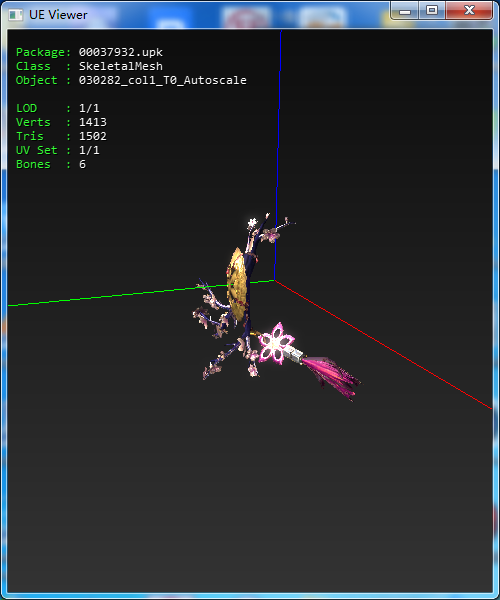 UE Viewer
Package: 00037932.upk
Class : SkeletalMesh
Object : 030282_col1_T0_Autoscale
LOD : 1/1
Verts : 1413
Tris : 1502
UV Set : 1/1
Bones : 6